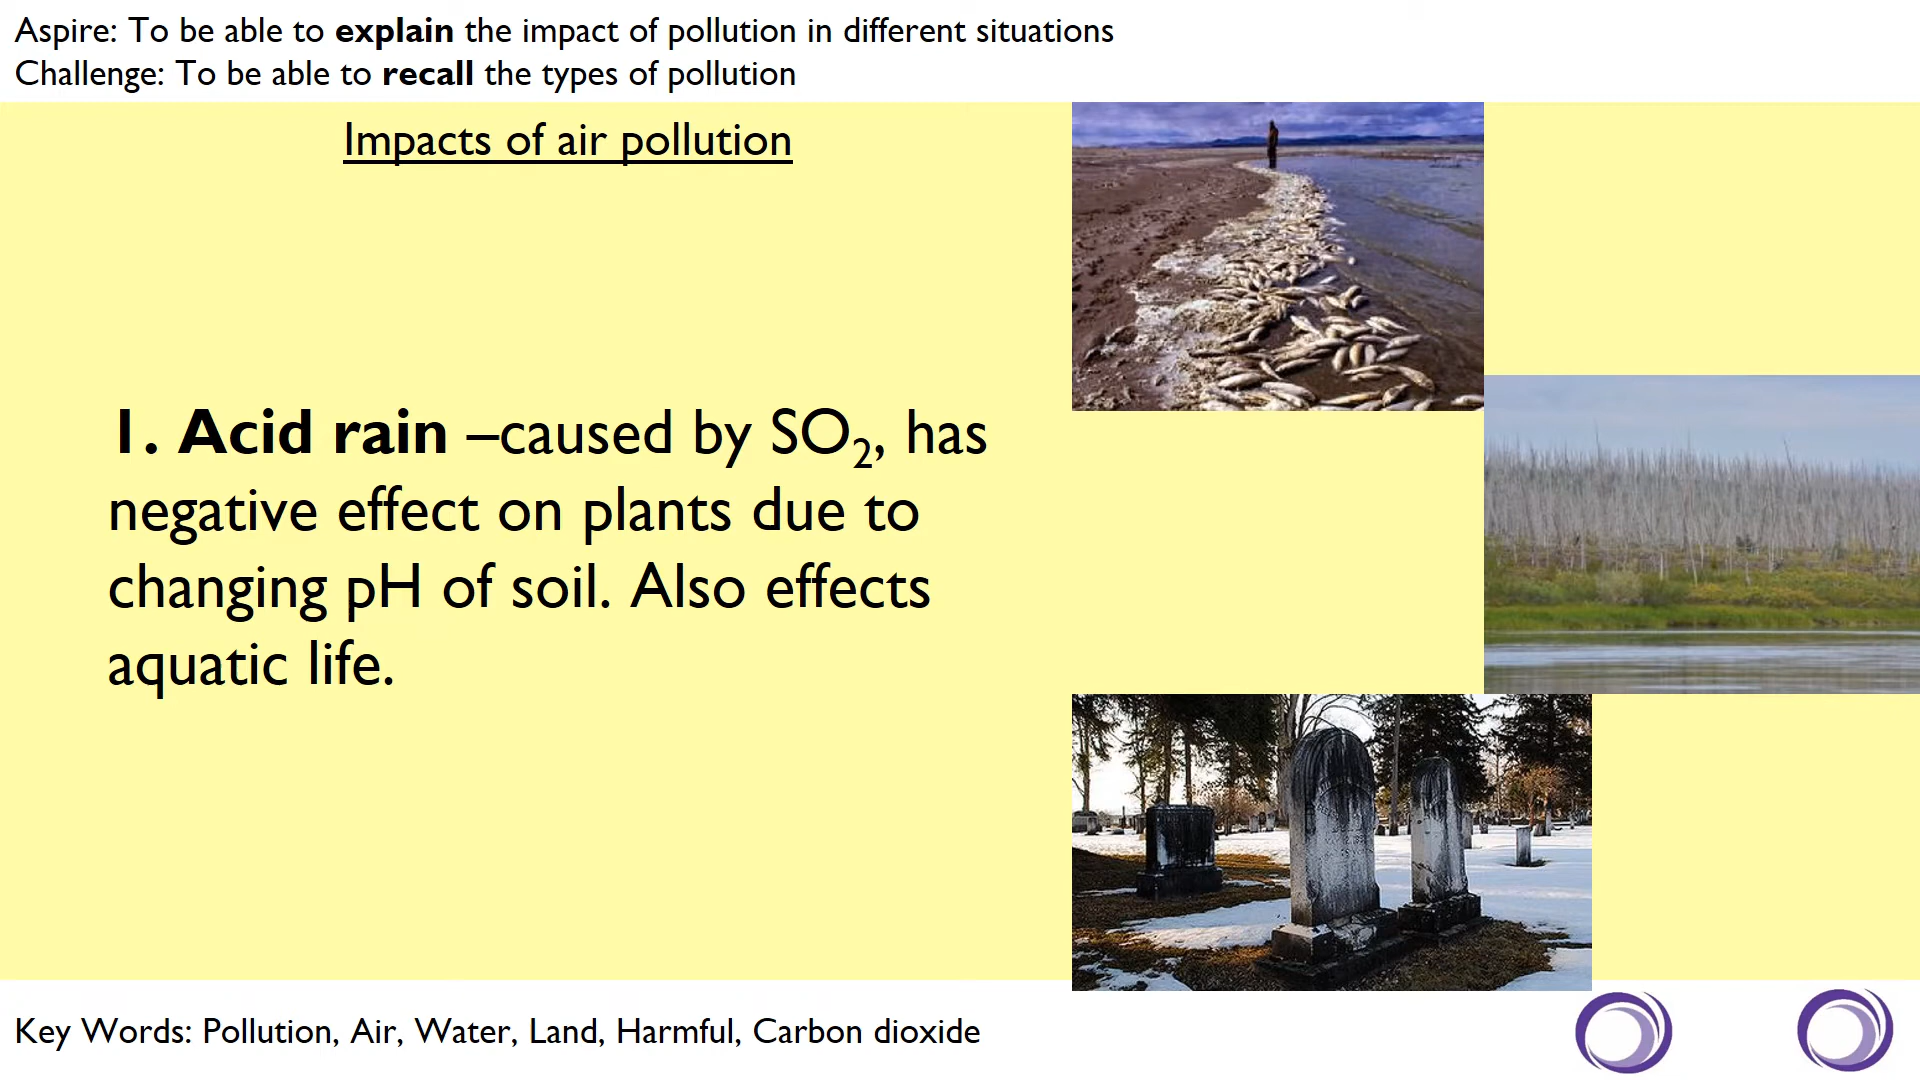 Aspire: To be able to explain the impact of pollution in different situations
Challenge: To be able to recall the types of pollution
Impacts of air pollution
1. Acid rain –caused by SO₂, has
negative effect on plants due to
changing pH of soil. Also effects
aquatic life.
Key Words: Pollution, Air, Water, Land, Harmful, Carbon dioxide